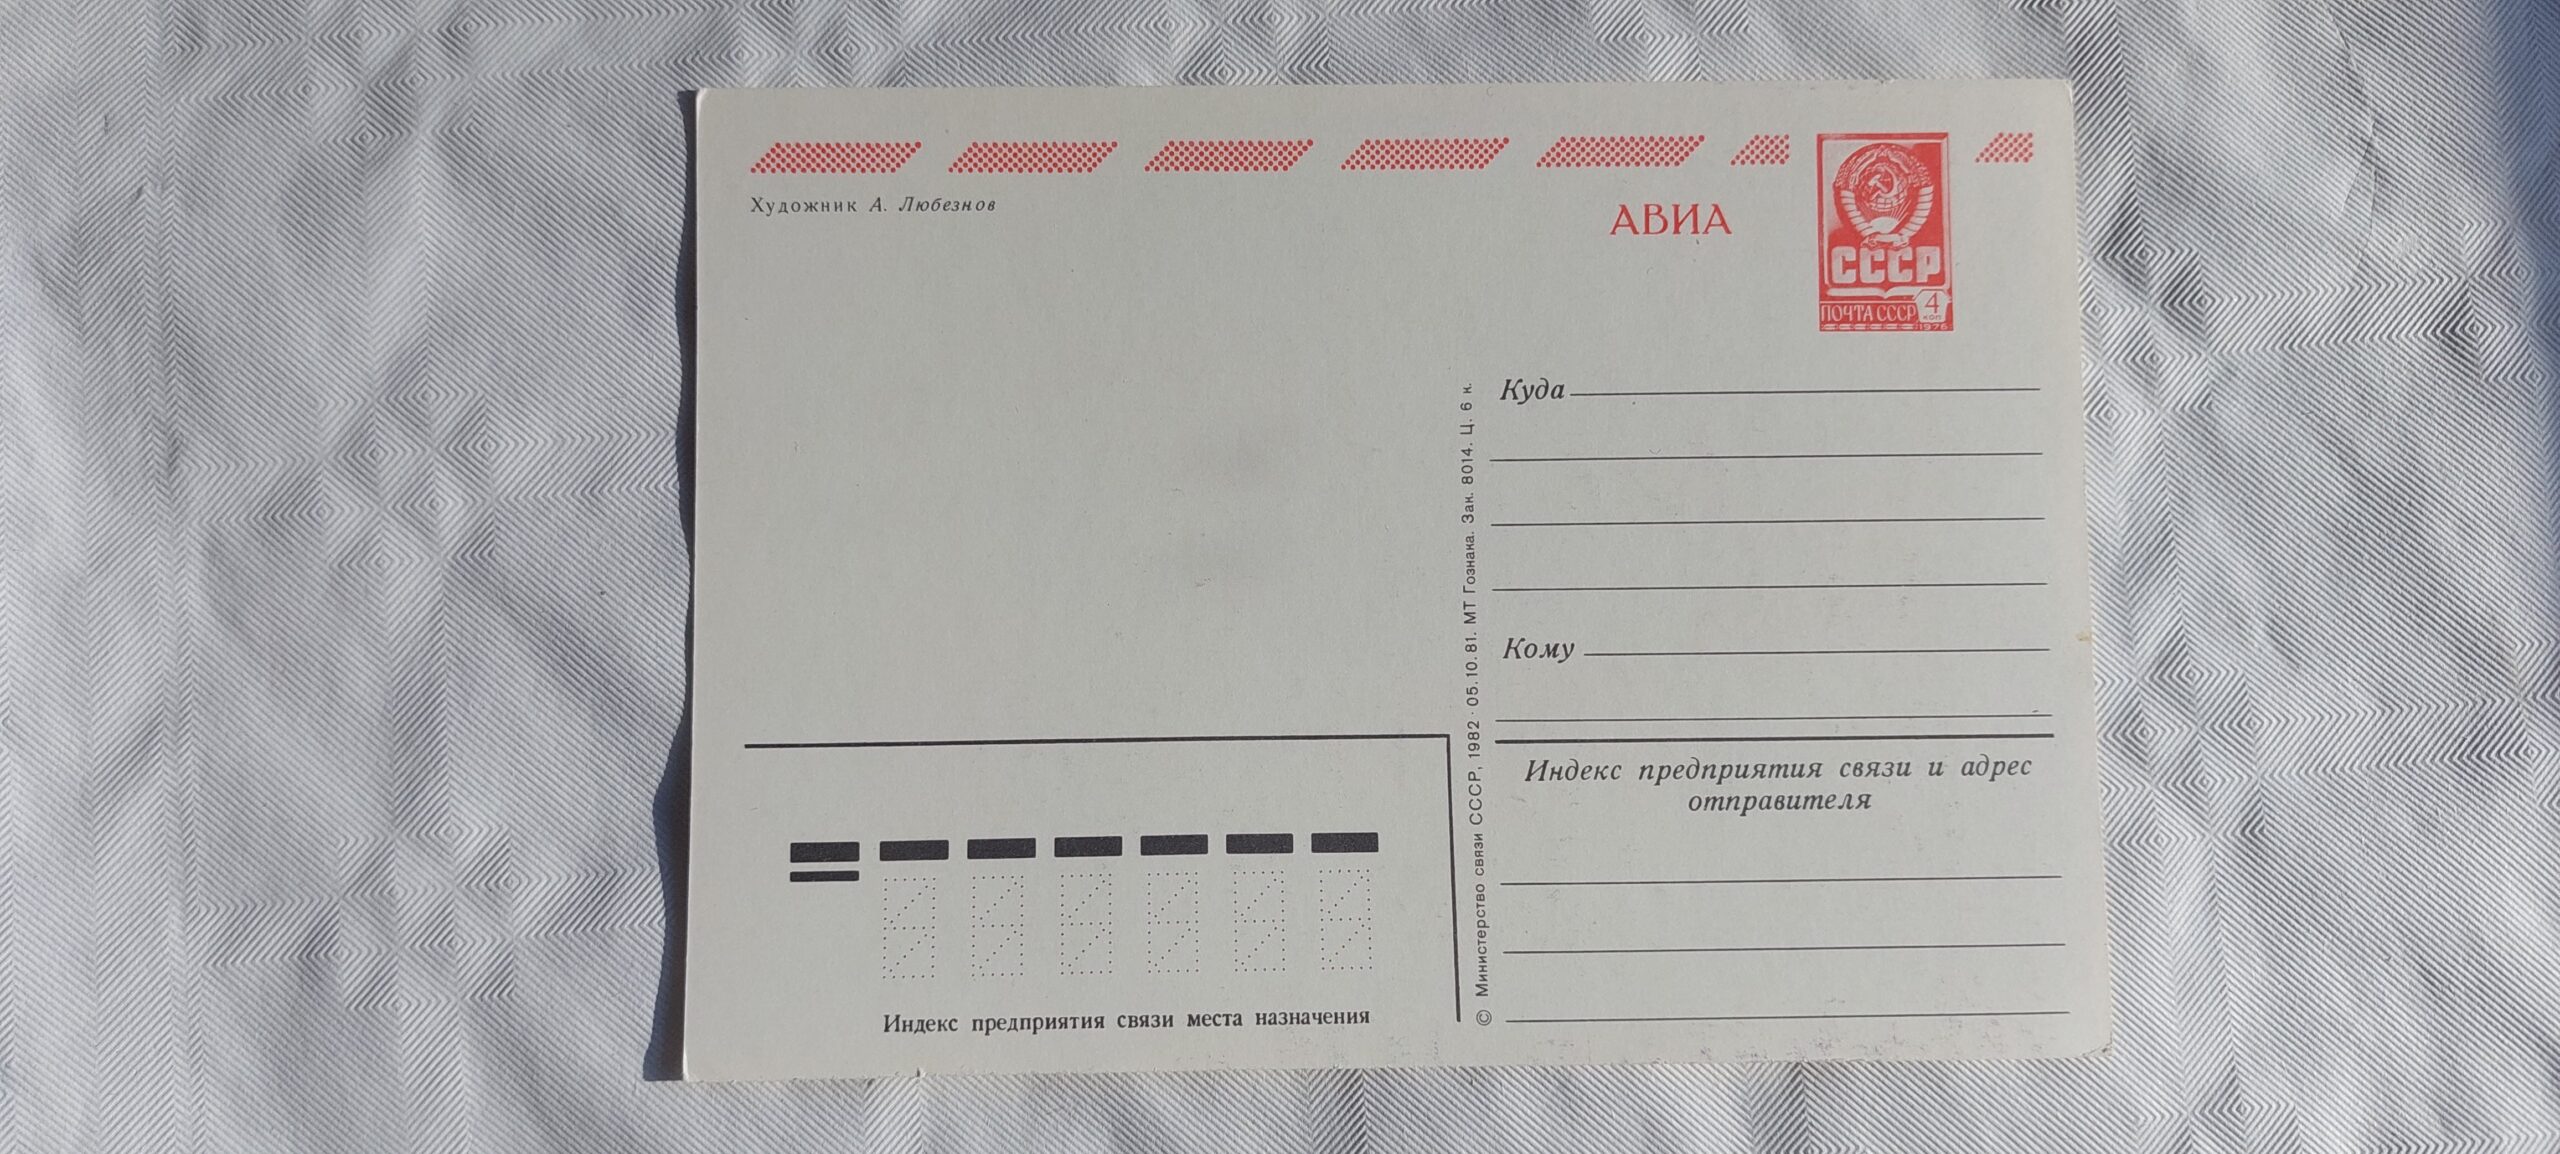 Художник А. Любезнов
АВИА
СССР
ПОЧТА СССР
4
коп
1976
Куда
Кому
Индекс предприятия связи и адрес
отправителя
© Министерство связи СССР, 1982 · 05.10.81. МТ Гознака. Зак. 8014. Ц. 6 к.
Индекс предприятия связи места назначения